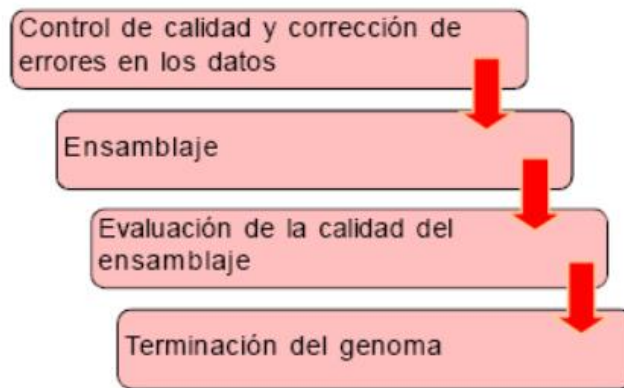 Control de calidad y corrección de
errores en los datos
Ensamblaje
Evaluación de la calidad del
ensamblaje
Terminación del genoma